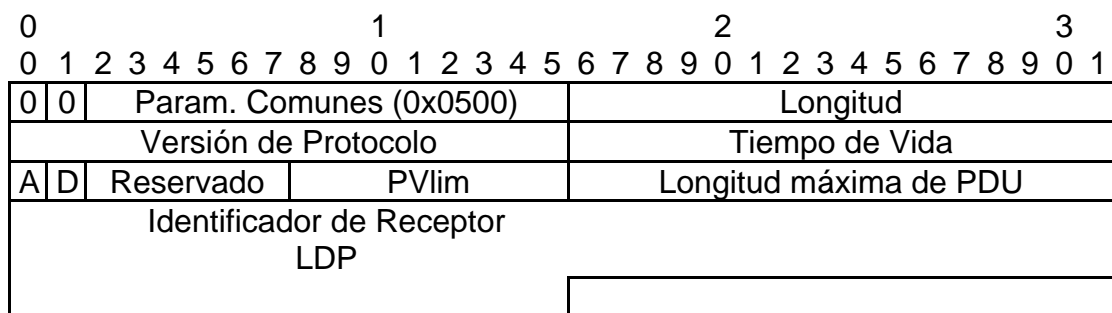 0 1 2 3
0 1 2 3 4 5 6 7 8 9 0 1 2 3 4 5 6 7 8 9 0 1 2 3 4 5 6 7 8 9 0 1
0 0 Param. Comunes (0x0500) Longitud
Versión de Protocolo Tiempo de Vida
A D Reservado PVlim Longitud máxima de PDU
Identificador de Receptor
LDP